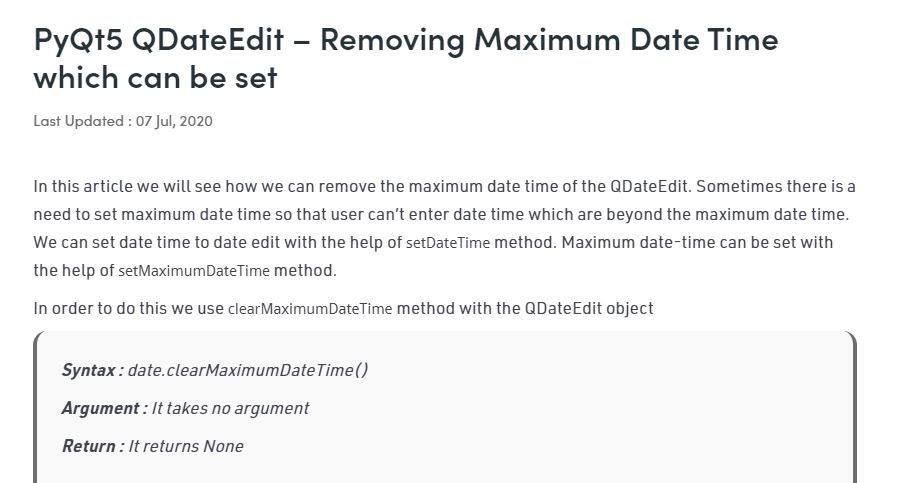 PyQt5 QDateEdit – Removing Maximum Date Time
which can be set
Last Updated : 07 Jul, 2020
In this article we will see how we can remove the maximum date time of the QDateEdit. Sometimes there is a
need to set maximum date time so that user can’t enter date time which are beyond the maximum date time.
We can set date time to date edit with the help of setDateTime method. Maximum date-time can be set with
the help of setMaximumDateTime method.
In order to do this we use clearMaximumDateTime method with the QDateEdit object
Syntax : date.clearMaximumDateTime()
Argument : It takes no argument
Return : It returns None